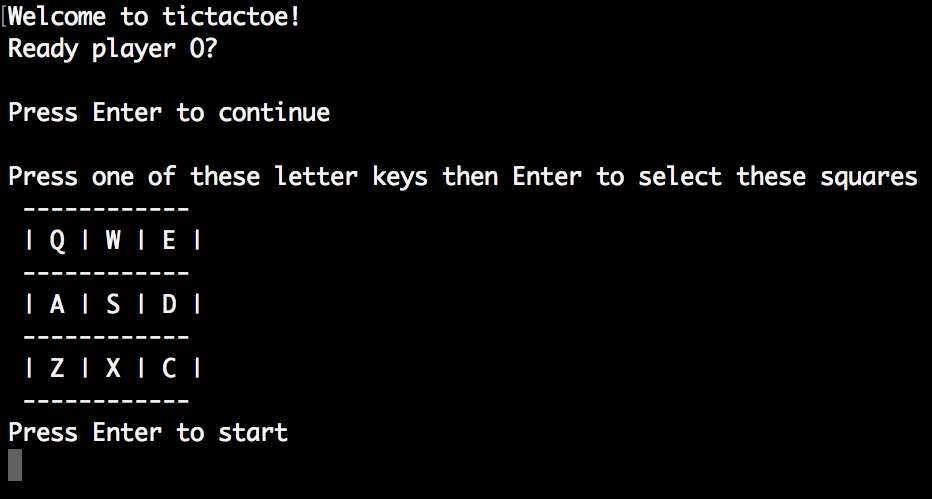 Welcome to tictactoe!
Ready player O?
Press Enter to continue
Press one of these letter keys then Enter to select these squares
------------
| Q | W | E |
------------
| A | S | D |
------------
| Z | X | C |
------------
Press Enter to start